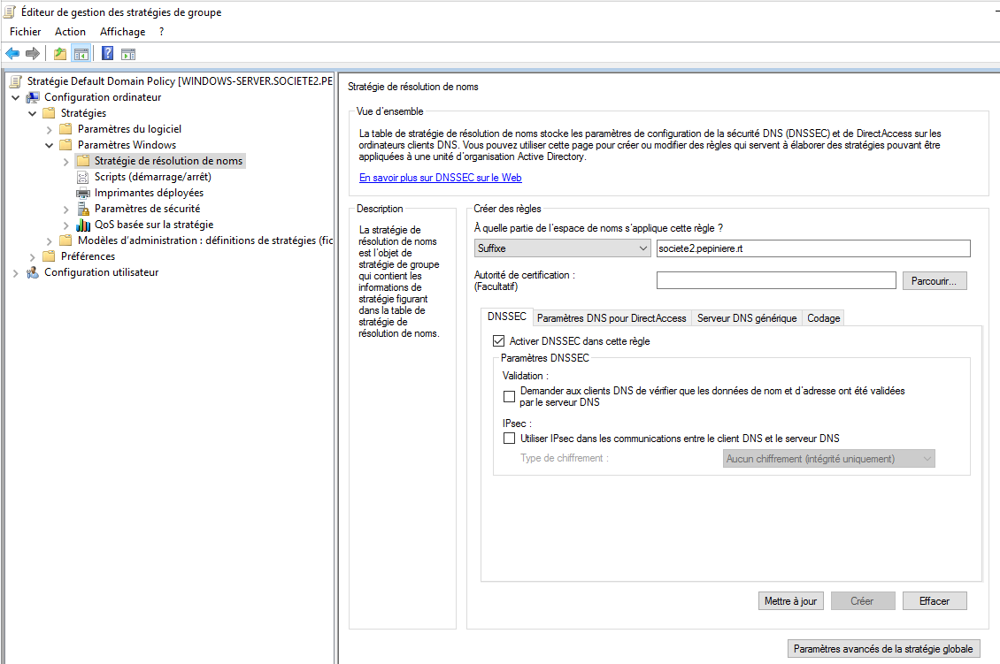 Éditeur de gestion des stratégies de groupe
Fichier Action Affichage ?
Stratégie Default Domain Policy [WINDOWS-SERVER.SOCIETE2.PE
Configuration ordinateur
Stratégies
Paramètres du logiciel
Paramètres Windows
Stratégie de résolution de noms
Scripts (démarrage/arrêt)
Imprimantes déployées
Paramètres de sécurité
QoS basée sur la stratégie
Modèles d'administration : définitions de stratégies (fic
Préférences
Configuration utilisateur
Stratégie de résolution de noms
Vue d'ensemble
La table de stratégie de résolution de noms stocke les paramètres de configuration de la sécurité DNS (DNSSEC) et de DirectAccess sur les
ordinateurs clients DNS. Vous pouvez utiliser cette page pour créer ou modifier des règles qui servent à élaborer des stratégies pouvant être
appliquées à une unité d'organisation Active Directory.
En savoir plus sur DNSSEC sur le Web
Description
La stratégie de
résolution de noms
est l'objet de
stratégie de groupe
qui contient les
informations de
stratégie figurant
dans la table de
stratégie de
résolution de noms.
Créer des règles
À quelle partie de l'espace de noms s'applique cette règle ?
Suffixe societe2.pepiniere.rt
Autorité de certification :
(Facultatif)
Parcourir...
DNSSEC Paramètres DNS pour DirectAccess Serveur DNS générique Codage
Activer DNSSEC dans cette règle
Paramètres DNSSEC
Validation :
Demander aux clients DNS de vérifier que les données de nom et d'adresse ont été validées
par le serveur DNS
IPsec :
Utiliser IPsec dans les communications entre le client DNS et le serveur DNS
Type de chiffrement : Aucun chiffrement (intégrité uniquement)
Mettre à jour Créer Effacer
Paramètres avancés de la stratégie globale